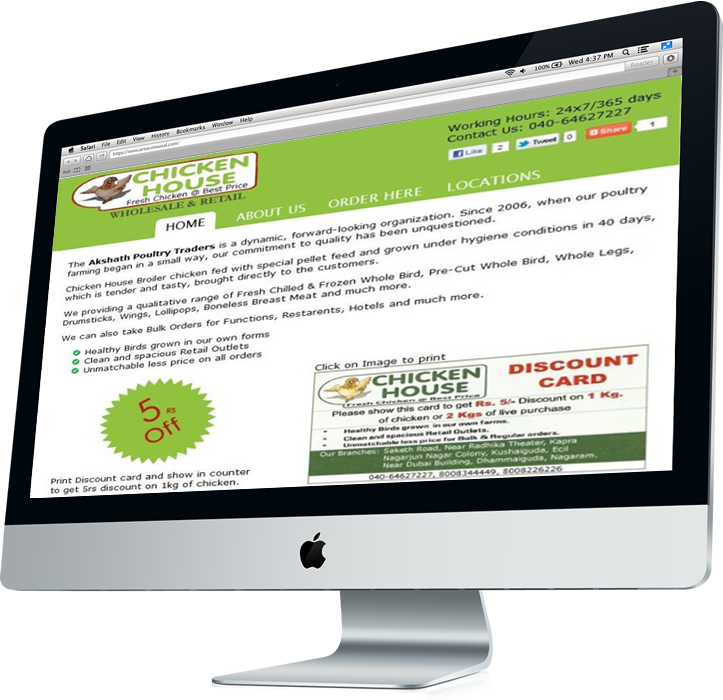 Safari File Edit View History Bookmarks Window Help
100% Wed 4:37 PM
Reader
Working Hours: 24x7/365 days
Contact Us: 040-64627227
Like 2 Tweet 0 Share 1
CHICKEN
HOUSE
Fresh Chicken @ Best Price
WHOLESALE & RETAIL
HOME ABOUT US ORDER HERE LOCATIONS
The Akshath Poultry Traders is a dynamic, forward-looking organization. Since 2006, when our poultry
farming began in a small way, our commitment to quality has been unquestioned.
Chicken House Broiler chicken fed with special pellet feed and grown under hygiene conditions in 40 days,
which is tender and tasty, brought directly to the customers.
We providing a qualitative range of Fresh Chilled & Frozen Whole Bird, Pre-Cut Whole Bird, Whole Legs,
Drumsticks, Wings, Lollipops, Boneless Breast Meat and much more.
We can also take Bulk Orders for Functions, Restarents, Hotels and much more.
Healthy Birds grown in our own forms
Clean and spacious Retail Outlets
Unmatchable less price on all orders
5 RS
Off
Print Discount card and show in counter
to get 5rs discount on 1kg of chicken.
Click on Image to print
CHICKEN
HOUSE
Fresh Chicken @ Best Price
DISCOUNT
CARD
Please show this card to get Rs. 5/- Discount on 1 Kg.
of chicken or 2 Kgs of live purchase
Healthy Birds grown in our own farms.
Clean and spacious Retail Outlets.
Unmatchable less price for Bulk & Regular orders.
Our Branches: Saketh Road, Near Radhika Theater, Kapra
Nagarjun Nagar Colony, Kushaiguda, Ecil
Near Dubai Building, Dhammaiguda, Nagaram.
040-64627227, 8008344449, 8008226226